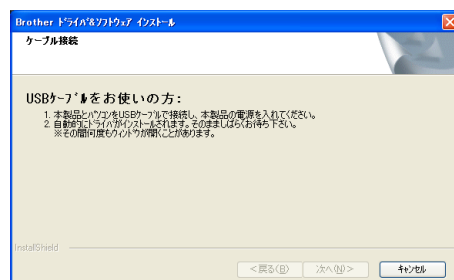 Brother ﾄﾞﾗｲﾊﾞ&ｿﾌﾄｳｪｱ ｲﾝｽﾄｰﾙ
ケーブル接続
USBｹｰﾌﾞﾙをお使いの方:
1. 本製品とﾊﾟｿｺﾝをUSBｹｰﾌﾞﾙで接続し、本製品の電源を入れてください。
2. 自動的にﾄﾞﾗｲﾊﾞがｲﾝｽﾄｰﾙされます。そのまましばらくお待ち下さい。
※その間何度もｳｨﾝﾄﾞｳが開くことがあります。
InstallShield
<戻る(B) 次へ(N)> ｷｬﾝｾﾙ